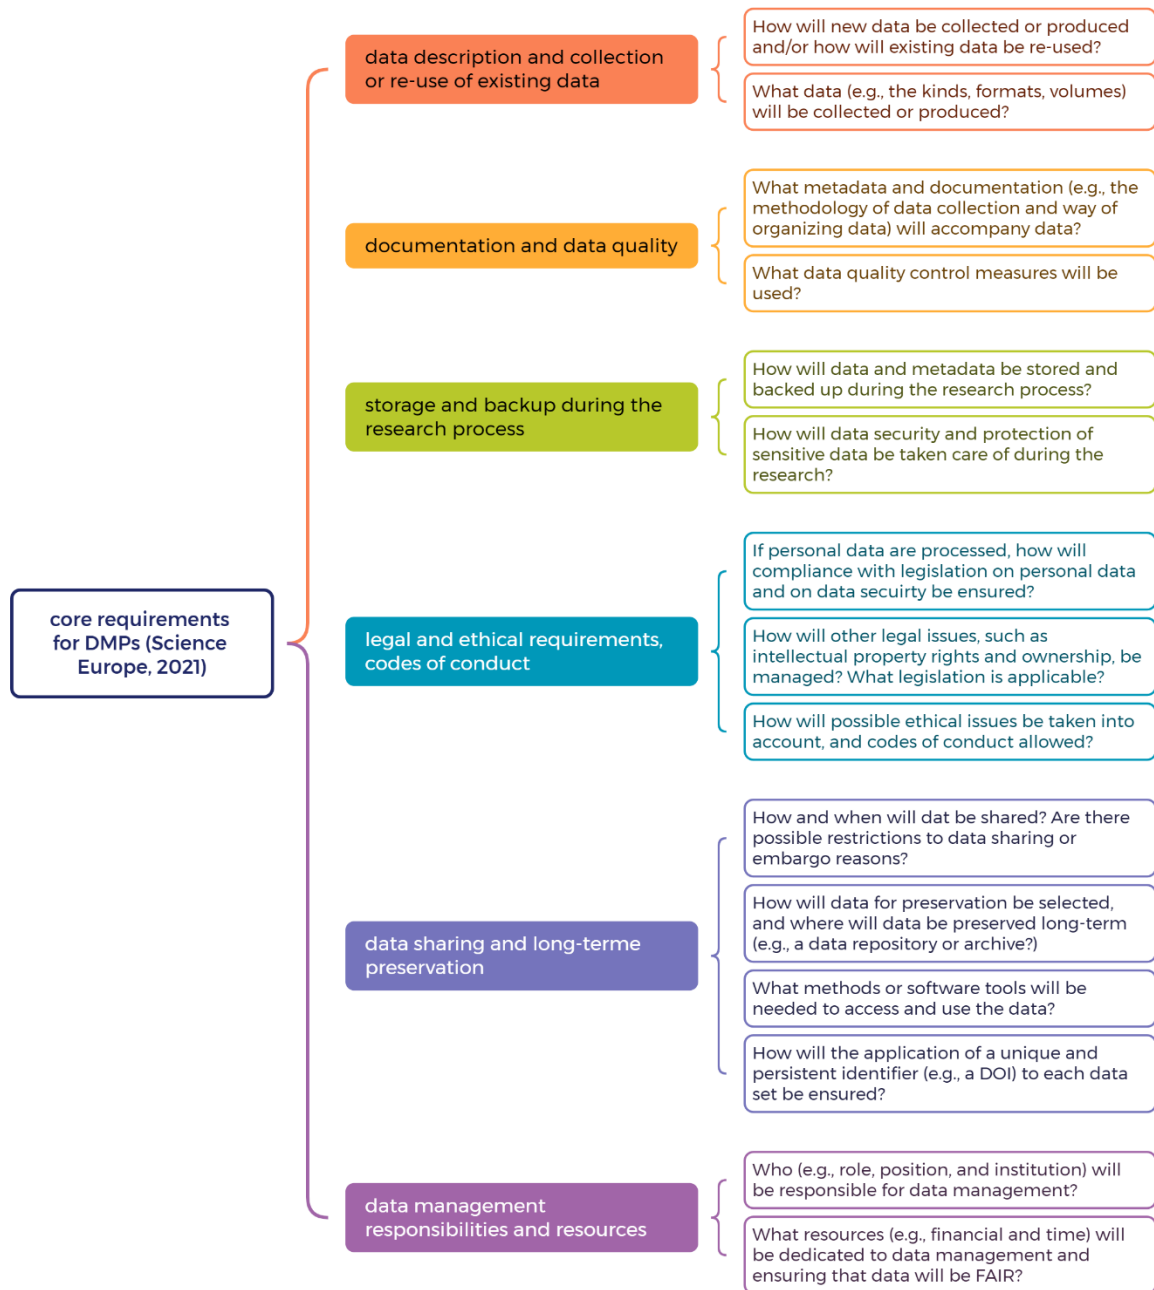 How will new data be collected or produced
and/or how will existing data be re-used?
data description and collection
or re-use of existing data
What data (e.g., the kinds, formats, volumes)
will be collected or produced?
What metadata and documentation (e.g., the
methodology of data collection and way of
organizing data) will accompany data?
documentation and data quality
What data quality control measures will be
used?
How will data and metadata be stored and
backed up during the research process?
storage and backup during the
research process
How will data security and protection of
sensitive data be taken care of during the
research?
If personal data are processed, how will
compliance with legislation on personal data
and on data secuirty be ensured?
core requirements
for DMPs (Science
Europe, 2021)
legal and ethical requirements,
codes of conduct
How will other legal issues, such as
intellectual property rights and ownership, be
managed? What legislation is applicable?
How will possible ethical issues be taken into
account, and codes of conduct allowed?
How and when will dat be shared? Are there
possible restrictions to data sharing or
embargo reasons?
How will data for preservation be selected,
and where will data be preserved long-term
(e.g., a data repository or archive?)
data sharing and long-terme
preservation
What methods or software tools will be
needed to access and use the data?
How will the application of a unique and
persistent identifier (e.g., a DOI) to each data
set be ensured?
Who (e.g., role, position, and institution) will
be responsible for data management?
data management
responsibilities and resources
What resources (e.g., financial and time) will
be dedicated to data management and
ensuring that data will be FAIR?